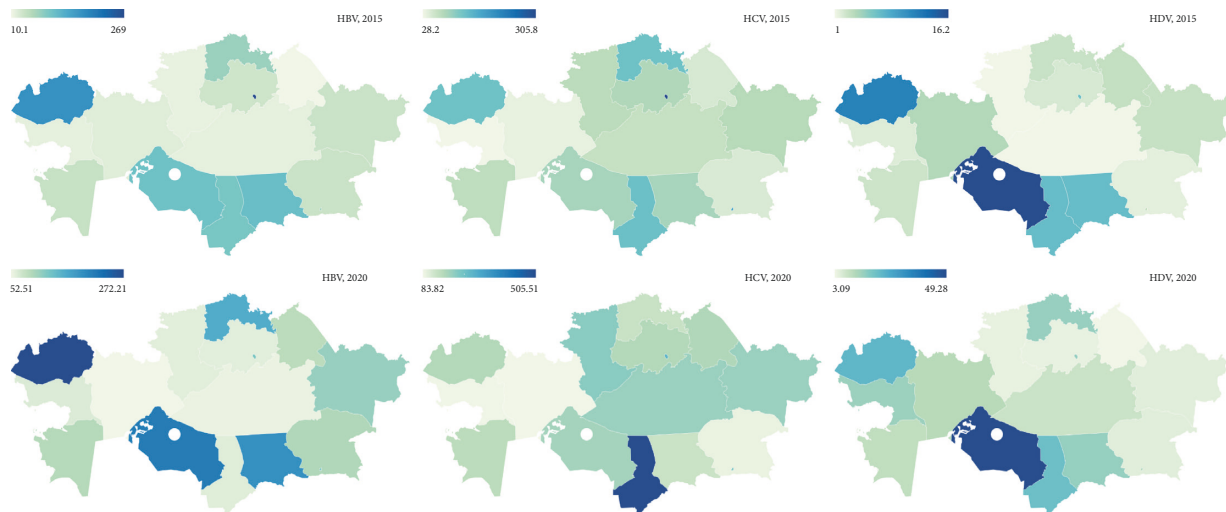 HBV, 2015
10.1 269
HCV, 2015
28.2 305.8
HDV, 2015
1 16.2
HBV, 2020
52.51 272.21
HCV, 2020
83.82 505.51
HDV, 2020
3.09 49.28